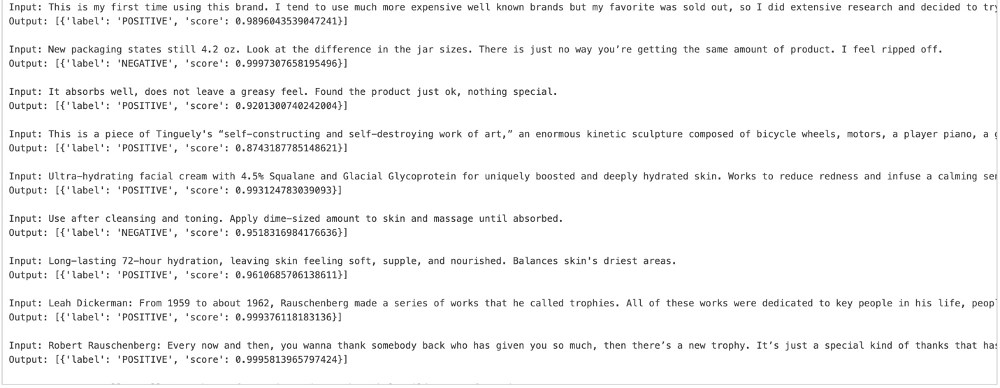 Input: This is my first time using this brand. I tend to use much more expensive well known brands but my favorite was sold out, so I did extensive research and decided to try
Output: [{'label': 'POSITIVE', 'score': 0.9896043539047241}]
Input: New packaging states still 4.2 oz. Look at the difference in the jar sizes. There is just no way you’re getting the same amount of product. I feel ripped off.
Output: [{'label': 'NEGATIVE', 'score': 0.9997307658195496}]
Input: It absorbs well, does not leave a greasy feel. Found the product just ok, nothing special.
Output: [{'label': 'POSITIVE', 'score': 0.9201300740242004}]
Input: This is a piece of Tinguely's “self-constructing and self-destroying work of art,” an enormous kinetic sculpture composed of bicycle wheels, motors, a player piano, a
Output: [{'label': 'POSITIVE', 'score': 0.8743187785148621}]
Input: Ultra-hydrating facial cream with 4.5% Squalane and Glacial Glycoprotein for uniquely boosted and deeply hydrated skin. Works to reduce redness and infuse a calming
Output: [{'label': 'POSITIVE', 'score': 0.993124783039093}]
Input: Use after cleansing and toning. Apply dime-sized amount to skin and massage until absorbed.
Output: [{'label': 'NEGATIVE', 'score': 0.9518316984176636}]
Input: Long-lasting 72-hour hydration, leaving skin feeling soft, supple, and nourished. Balances skin's driest areas.
Output: [{'label': 'POSITIVE', 'score': 0.9610685706138611}]
Input: Leah Dickerman: From 1959 to about 1962, Rauschenberg made a series of works that he called trophies. All of these works were dedicated to key people in his life,
Output: [{'label': 'POSITIVE', 'score': 0.999376118183136}]
Input: Robert Rauschenberg: Every now and then, you wanna thank somebody back who has given you so much, then there’s a new trophy. It’s just a special kind of thanks that has
Output: [{'label': 'POSITIVE', 'score': 0.9995813965797424}]